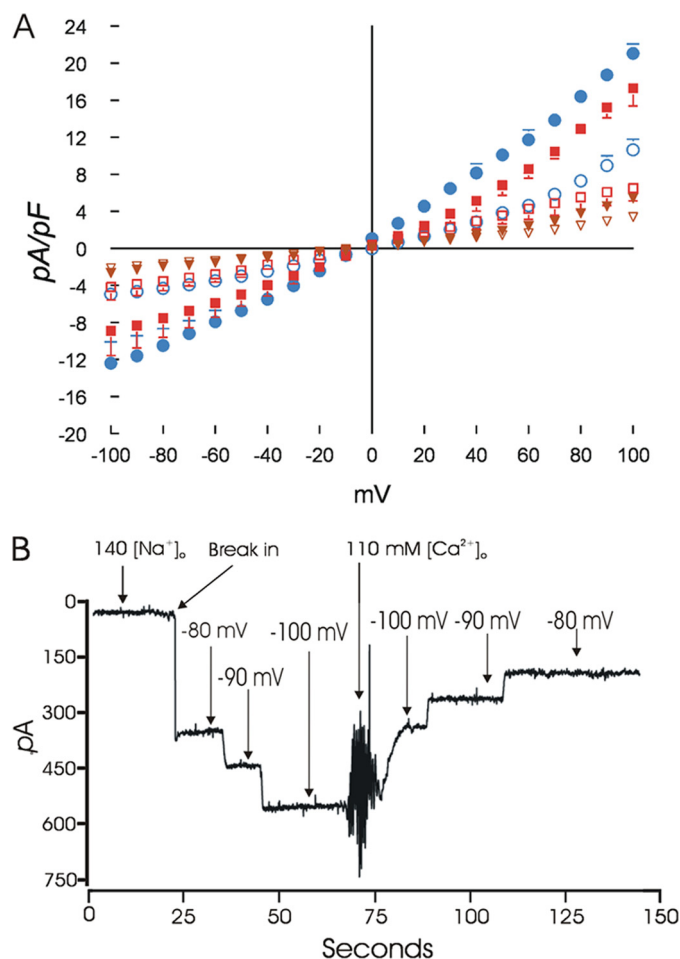 A
24
20
16
12
8
4
0
-4
-8
-12
-16
-20
pA/pF
-100 -80 -60 -40 -20 0 20 40 60 80 100
mV
B
140 [Na⁺]ₒ Break in 110 mM [Ca²⁺]ₒ
-80 mV -100 mV -100 mV -90 mV -80 mV
-90 mV
0
150
300
450
600
750
pA
0 25 50 75 100 125 150
Seconds